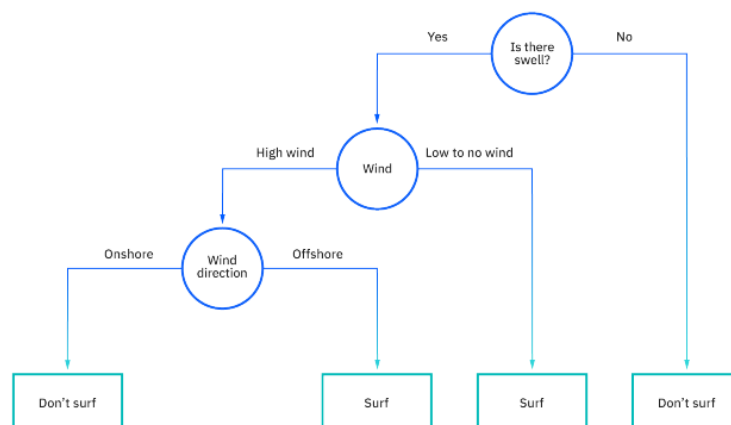 Yes
Is there
swell?
No
High wind
Wind
Low to no wind
Onshore
Wind
direction
Offshore
Don't surf
Surf
Surf
Don't surf